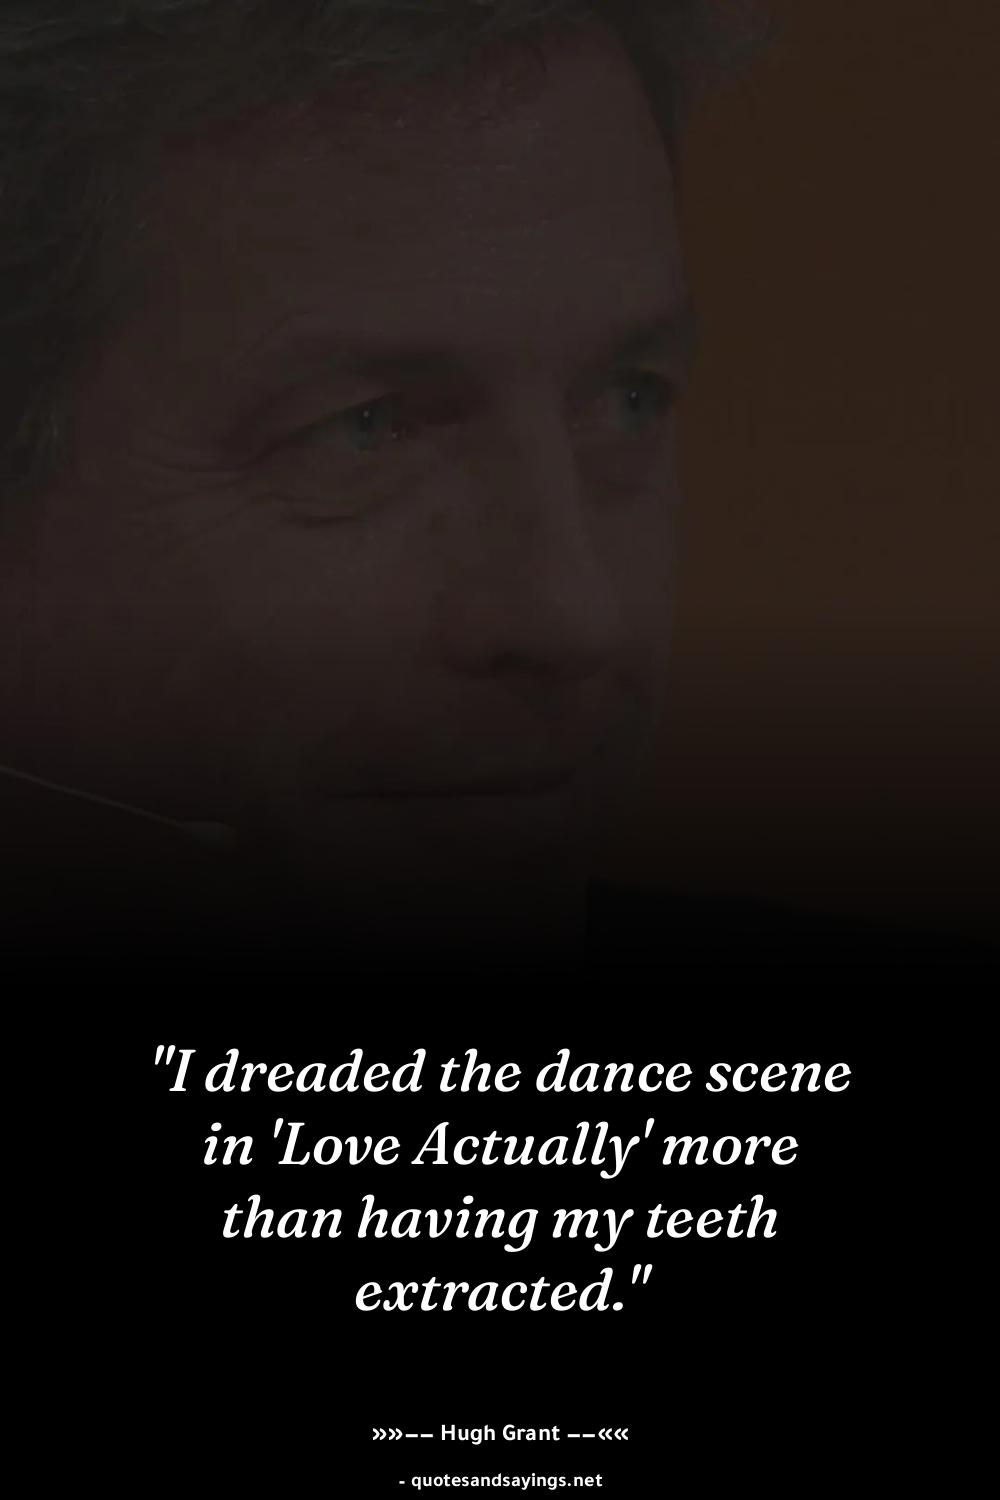 "I dreaded the dance scene
in 'Love Actually' more
than having my teeth
extracted."
»»–– Hugh Grant ––««
- quotesandsayings.net